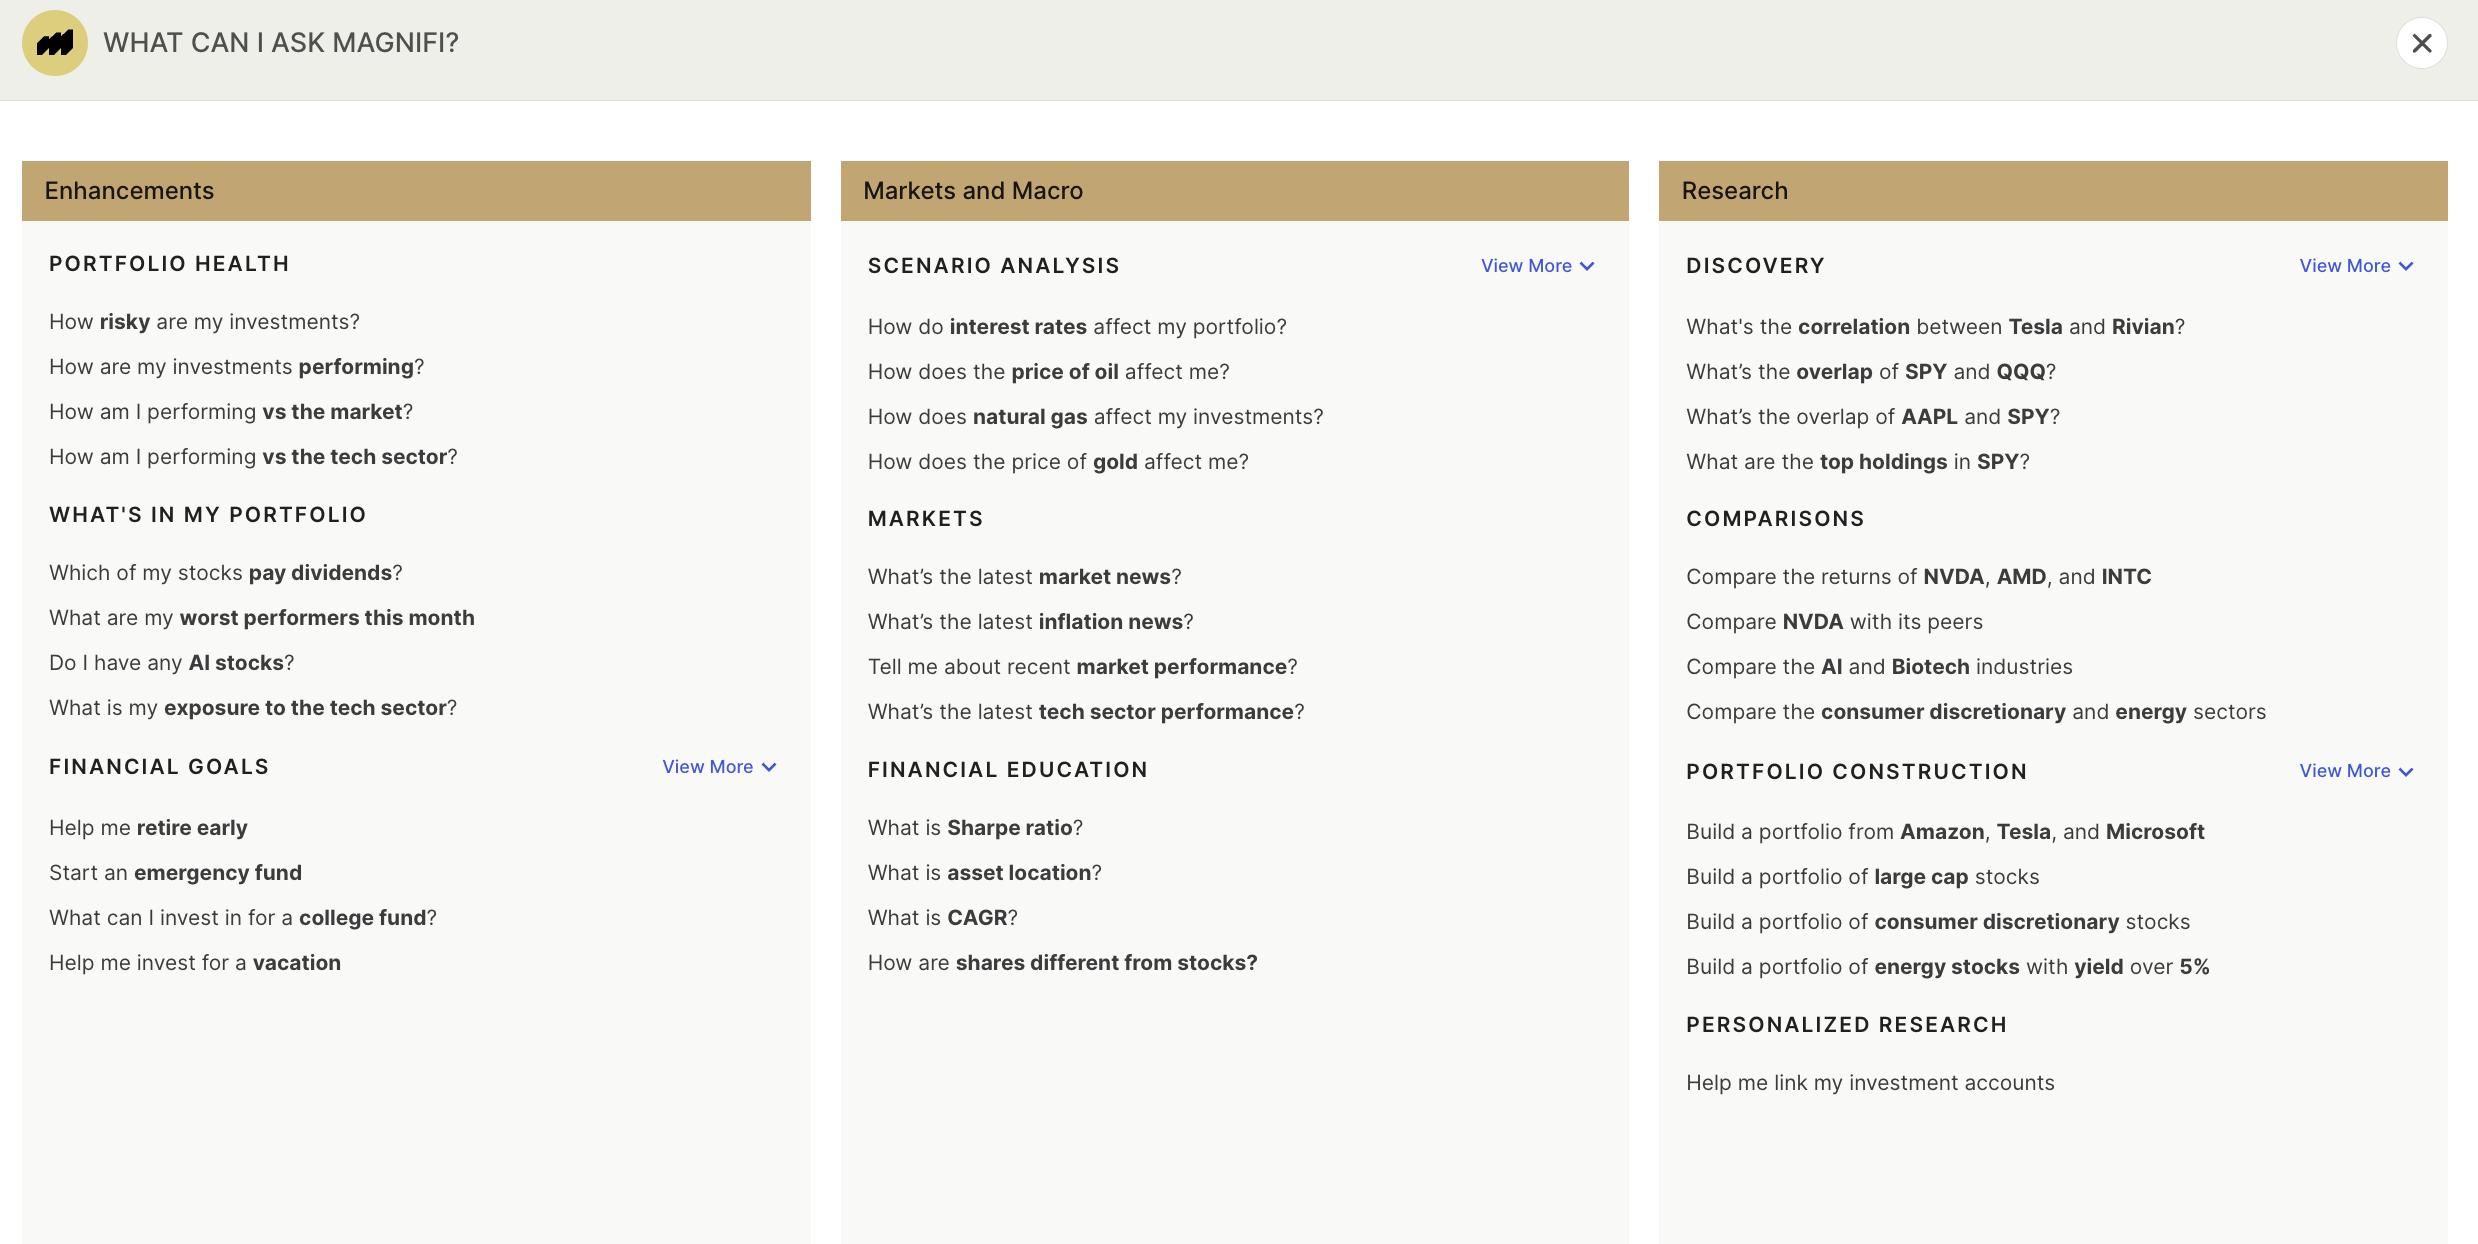 WHAT CAN I ASK MAGNIFI?
Enhancements
PORTFOLIO HEALTH
How risky are my investments?
How are my investments performing?
How am I performing vs the market?
How am I performing vs the tech sector?
WHAT'S IN MY PORTFOLIO
Which of my stocks pay dividends?
What are my worst performers this month
Do I have any AI stocks?
What is my exposure to the tech sector?
FINANCIAL GOALS
View More
Help me retire early
Start an emergency fund
What can I invest in for a college fund?
Help me invest for a vacation
Markets and Macro
SCENARIO ANALYSIS
View More
How do interest rates affect my portfolio?
How does the price of oil affect me?
How does natural gas affect my investments?
How does the price of gold affect me?
MARKETS
What’s the latest market news?
What’s the latest inflation news?
Tell me about recent market performance?
What’s the latest tech sector performance?
FINANCIAL EDUCATION
What is Sharpe ratio?
What is asset location?
What is CAGR?
How are shares different from stocks?
Research
DISCOVERY
View More
What's the correlation between Tesla and Rivian?
What’s the overlap of SPY and QQQ?
What’s the overlap of AAPL and SPY?
What are the top holdings in SPY?
COMPARISONS
Compare the returns of NVDA, AMD, and INTC
Compare NVDA with its peers
Compare the AI and Biotech industries
Compare the consumer discretionary and energy sectors
PORTFOLIO CONSTRUCTION
View More
Build a portfolio from Amazon, Tesla, and Microsoft
Build a portfolio of large cap stocks
Build a portfolio of consumer discretionary stocks
Build a portfolio of energy stocks with yield over 5%
PERSONALIZED RESEARCH
Help me link my investment accounts